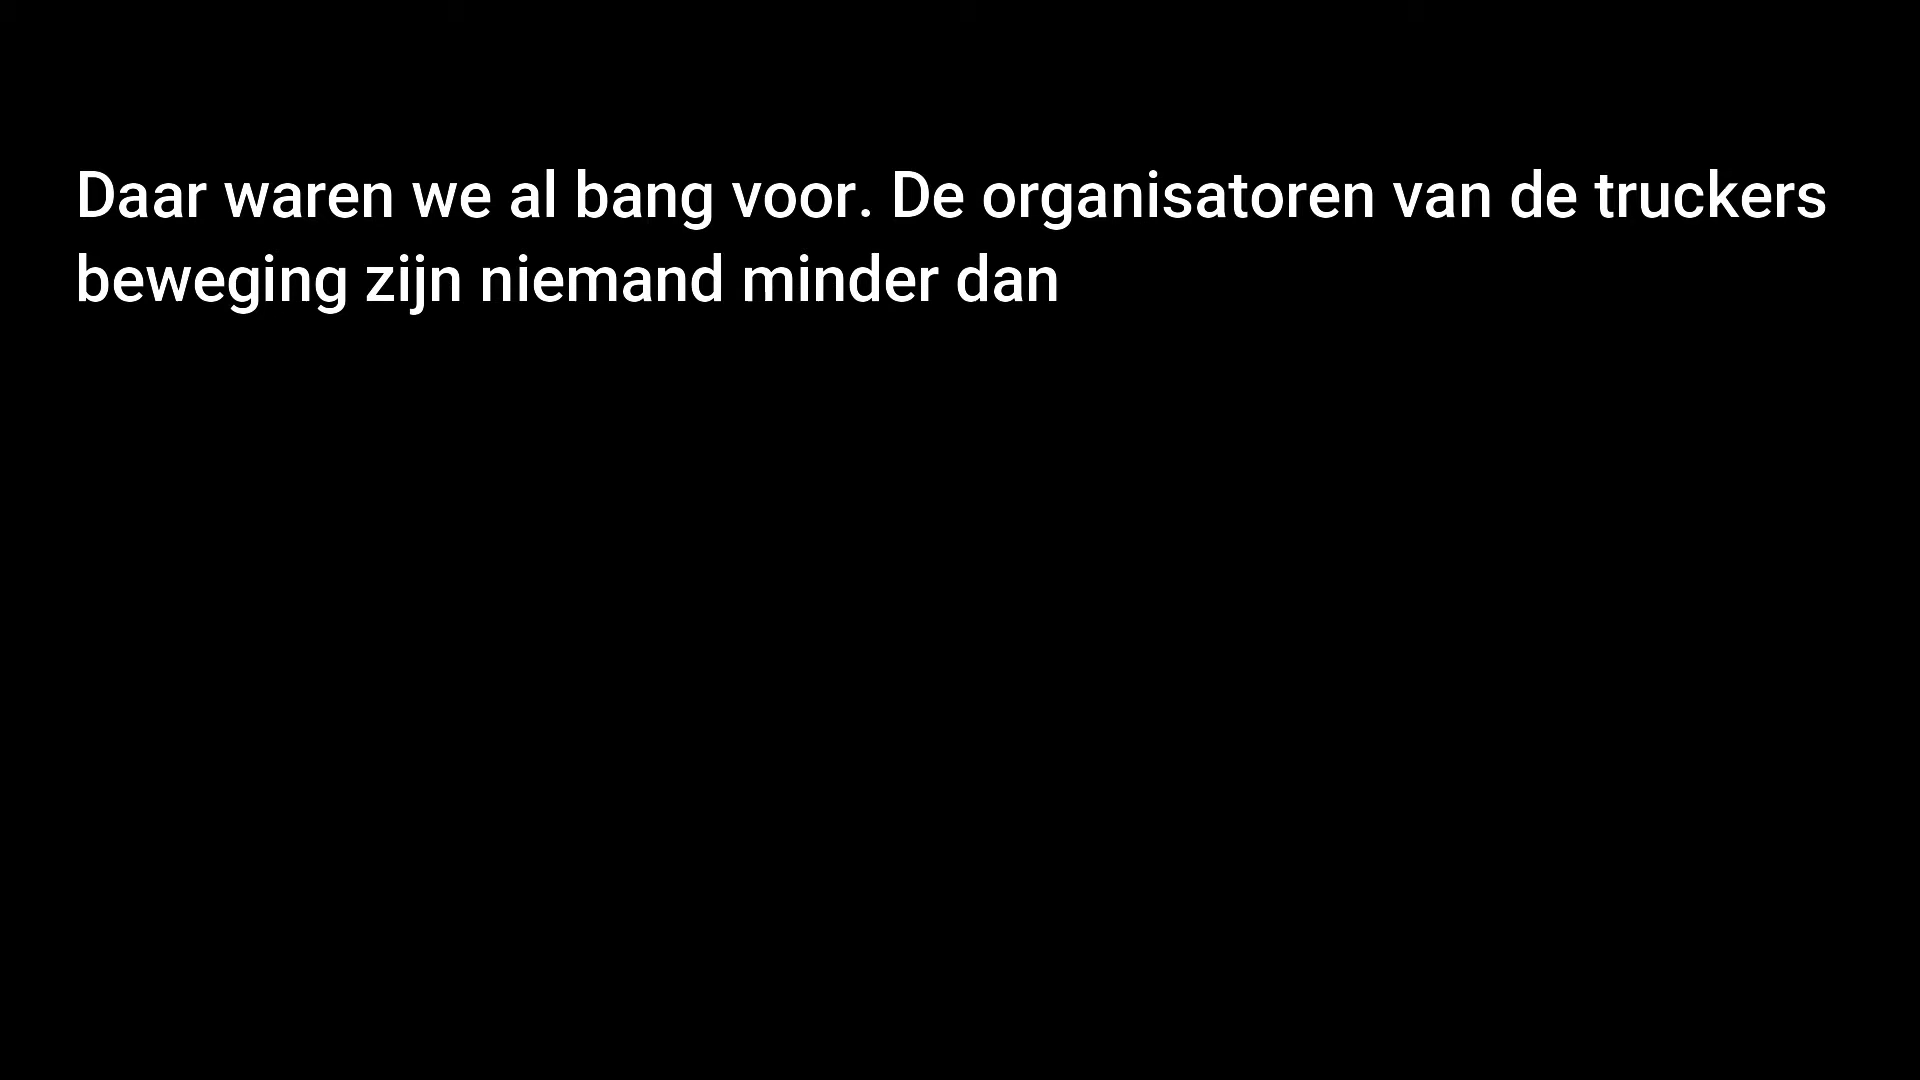 Daar waren we al bang voor. De organisatoren van de truckers
beweging zijn niemand minder dan